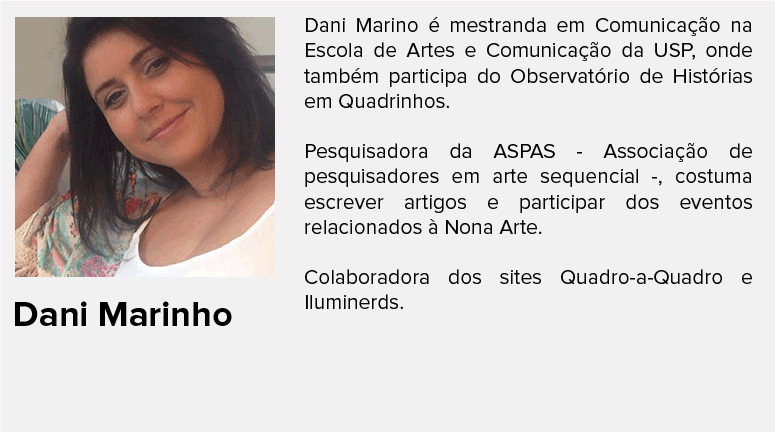 Dani Marino é mestranda em Comunicação na
Escola de Artes e Comunicação da USP, onde
também participa do Observatório de Histórias
em Quadrinhos.
Pesquisadora da ASPAS - Associação de
pesquisadores em arte sequencial -, costuma
escrever artigos e participar dos eventos
relacionados à Nona Arte.
Colaboradora dos sites Quadro-a-Quadro e
Iluminerds.
Dani Marinho